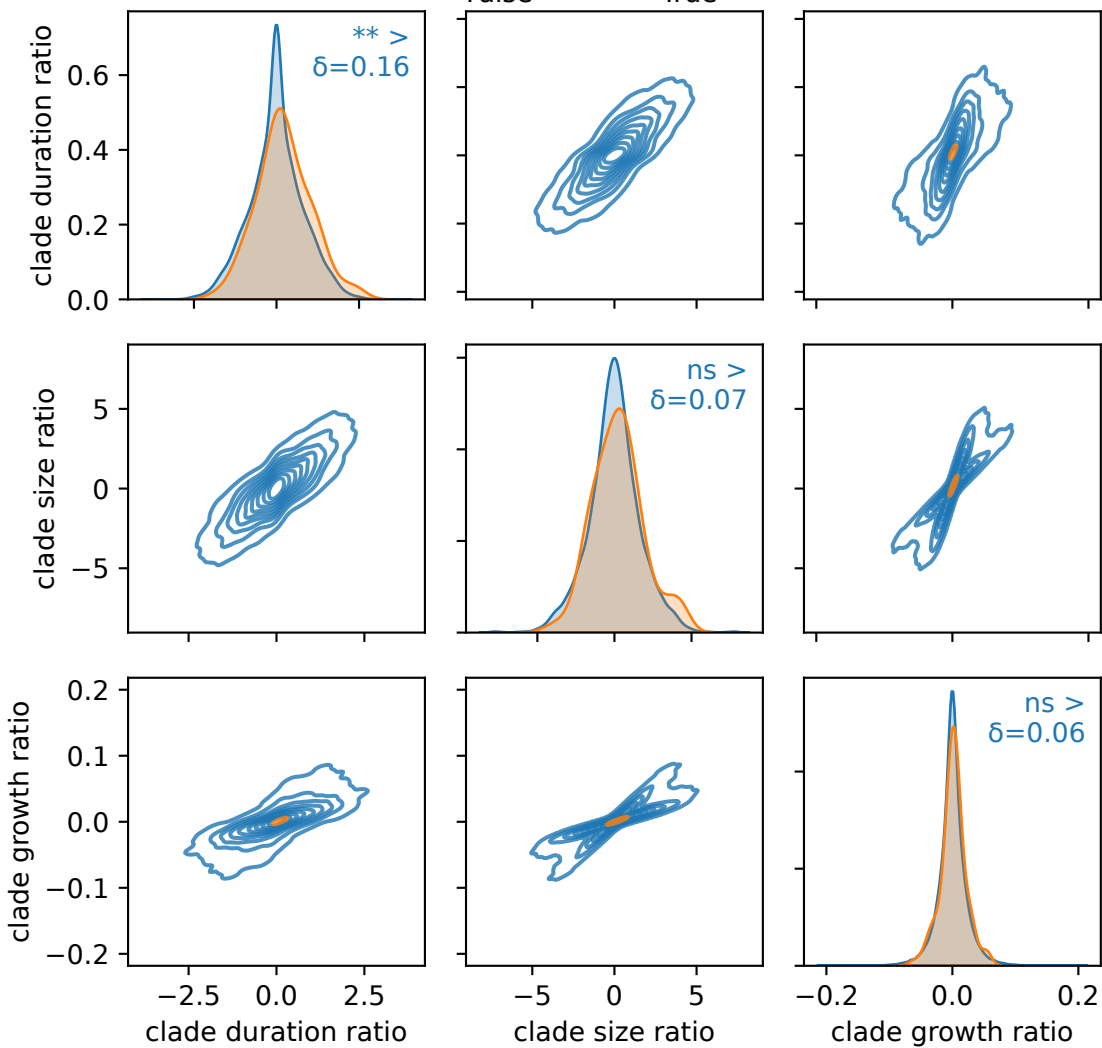 False True
clade duration ratio
0.6
0.4
0.2
0.0
** >
δ=0.16
clade size ratio
5
0
−5
ns >
δ=0.07
clade growth ratio
0.2
0.1
0.0
−0.1
−0.2
ns >
δ=0.06
−2.5 0.0 2.5
−5 0 5
−0.2 0.0 0.2
clade duration ratio
clade size ratio
clade growth ratio